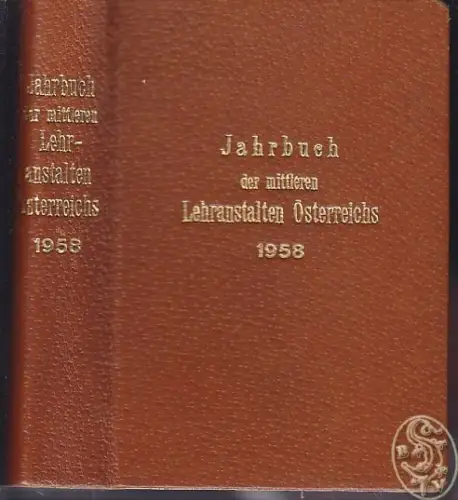 Jahrbuch
der mittleren
Lehr-
anstalten
Österreichs
1958
Jahrbuch
der mittleren
Lehranstalten Österreichs
1958